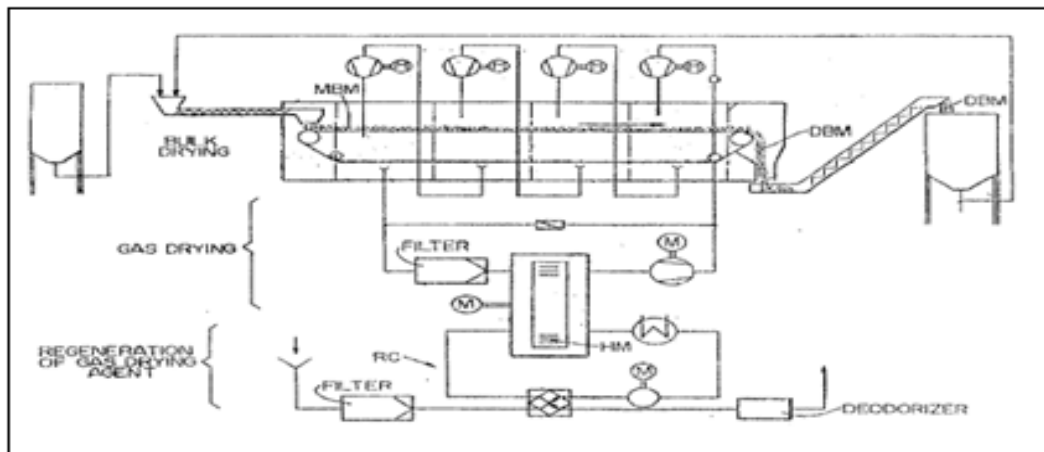 M
M
M
M
MBM
DBM
DBM
BULK
DRYING
GAS DRYING
FILTER
M
M
REGENERATION
OF GAS DRYING
AGENT
RC
HM
M
FILTER
DEODORIZER